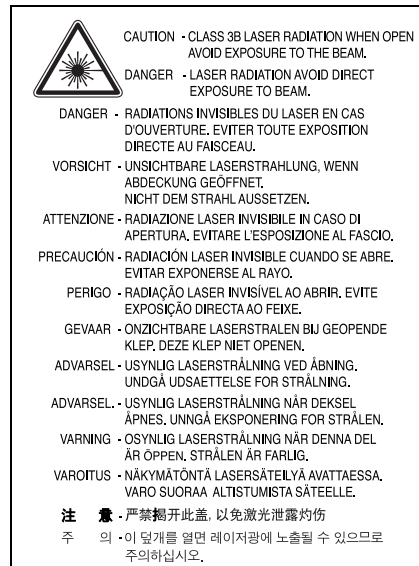 CAUTION - CLASS 3B LASER RADIATION WHEN OPEN
AVOID EXPOSURE TO THE BEAM.
DANGER - LASER RADIATION AVOID DIRECT
EXPOSURE TO BEAM.
DANGER - RADIATIONS INVISIBLES DU LASER EN CAS
D'OUVERTURE. EVITER TOUTE EXPOSITION
DIRECTE AU FAISCEAU.
VORSICHT - UNSICHTBARE LASERSTRAHLUNG, WENN
ABDECKUNG GEÖFFNET.
NICHT DEM STRAHL AUSSETZEN.
ATTENZIONE - RADIAZIONE LASER INVISIBILE IN CASO DI
APERTURA. EVITARE L'ESPOSIZIONE AL FASCIO.
PRECAUCIÓN - RADIACIÓN LASER INVISIBLE CUANDO SE ABRE.
EVITAR EXPONERSE AL RAYO.
PERIGO - RADIAÇÃO LASER INVISÍVEL AO ABRIR. EVITE
EXPOSIÇÃO DIRECTA AO FEIXE.
GEVAAR - ONZICHTBARE LASERSTRALEN BIJ GEOPENDE
KLEP. DEZE KLEP NIET OPENEN.
ADVARSEL - USYNLIG LASERSTRÅLNING VED ÅBNING.
UNDGÅ UDSAETTELSE FOR STRÅLNING.
ADVARSEL. - USYNLIG LASERSTRÅLNING NÅR DEKSEL
ÅPNES. UNNGÅ EKSPONERING FOR STRÅLEN.
VARNING - OSYNLIG LASERSTRÅLNING NÄR DENNA DEL
ÄR ÖPPEN. STRÅLEN ÄR FARLIG.
VAROITUS - NÄKYMÄTÖNTÄ LASERSÄTEILYÄ AVATTAESSA.
VARO SUORAA ALTISTUMISTA SÄTEELLE.
注 意 - 严禁揭开此盖, 以免激光泄露灼伤
주 의 - 이 덮개를 열면 레이저광에 노출될 수 있으므로
주의하십시오.